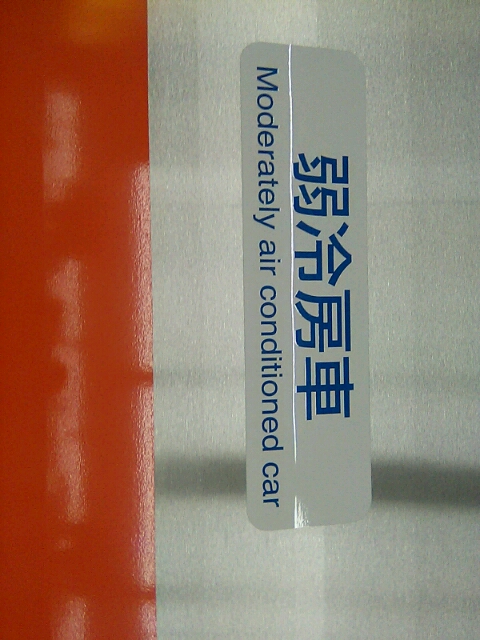 弱冷房車
Moderately air conditioned car